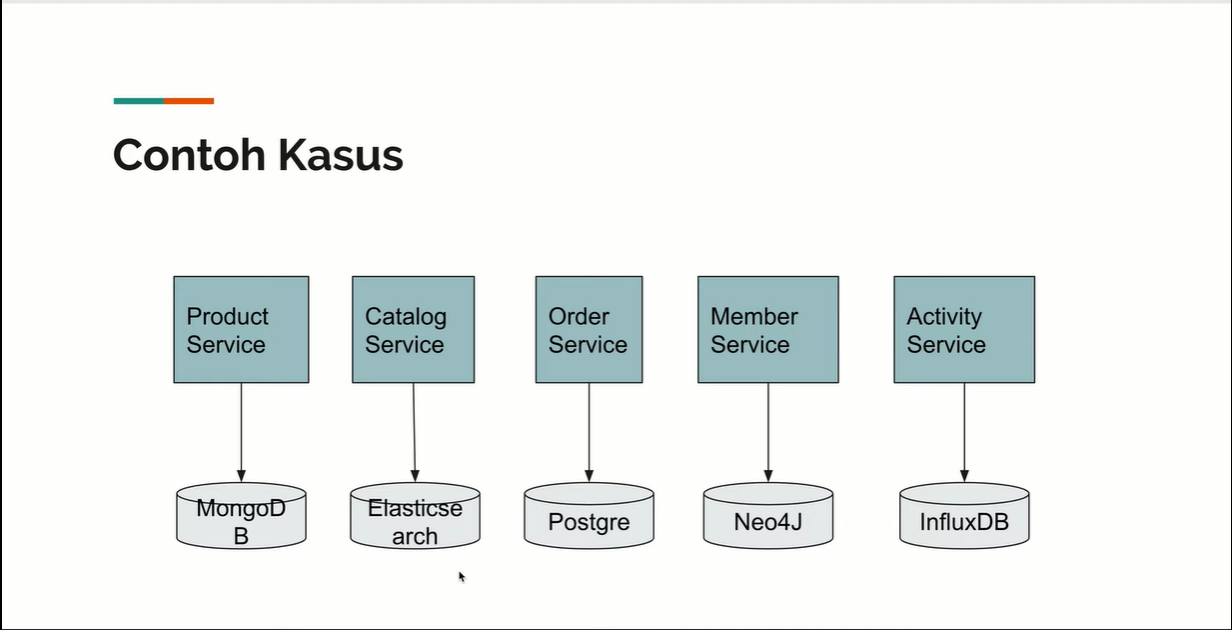 Contoh Kasus
Product
Service
Catalog
Service
Order
Service
Member
Service
Activity
Service
MongoD
B
Elasticse
arch
Postgre
Neo4J
InfluxDB